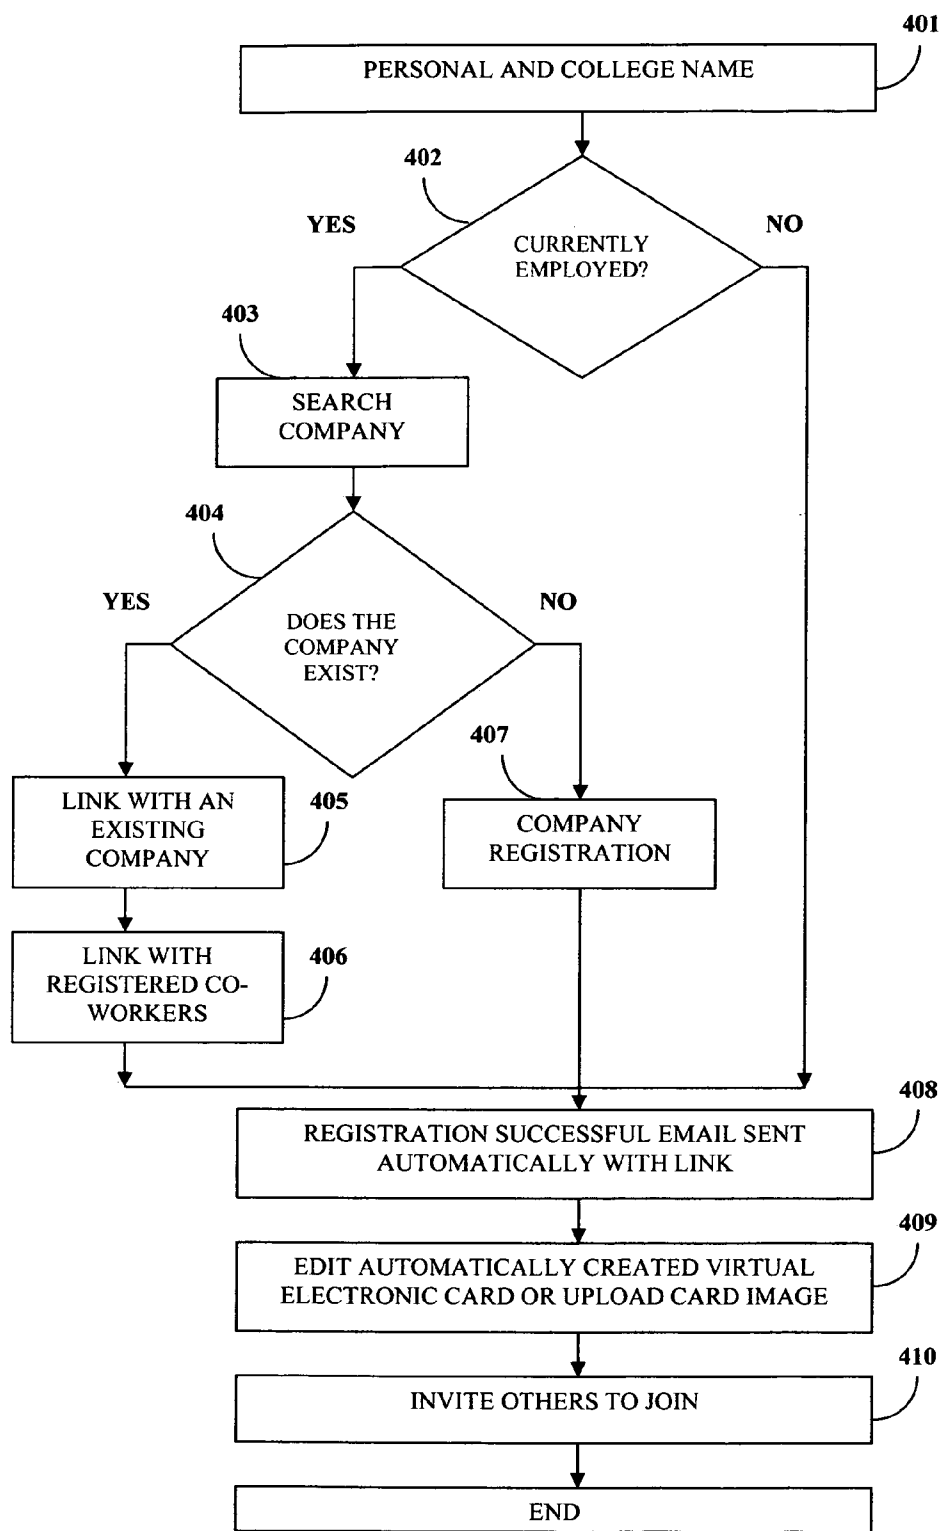 401
PERSONAL AND COLLEGE NAME
402
YES
NO
CURRENTLY
EMPLOYED?
403
SEARCH
COMPANY
404
YES
NO
DOES THE
COMPANY
EXIST?
407
LINK WITH AN
EXISTING
COMPANY
405
COMPANY
REGISTRATION
LINK WITH
REGISTERED CO-
WORKERS
406
408
REGISTRATION SUCCESSFUL EMAIL SENT
AUTOMATICALLY WITH LINK
409
EDIT AUTOMATICALLY CREATED VIRTUAL
ELECTRONIC CARD OR UPLOAD CARD IMAGE
410
INVITE OTHERS TO JOIN
END